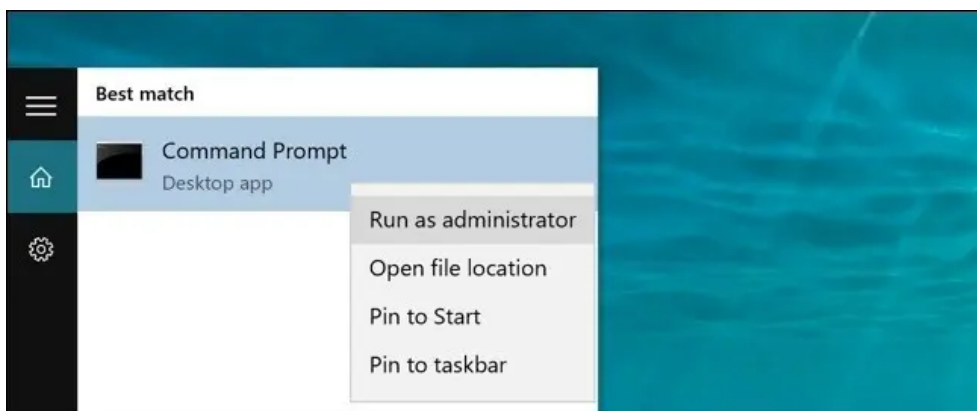 Best match
Command Prompt
Desktop app
Run as administrator
Open file location
Pin to Start
Pin to taskbar